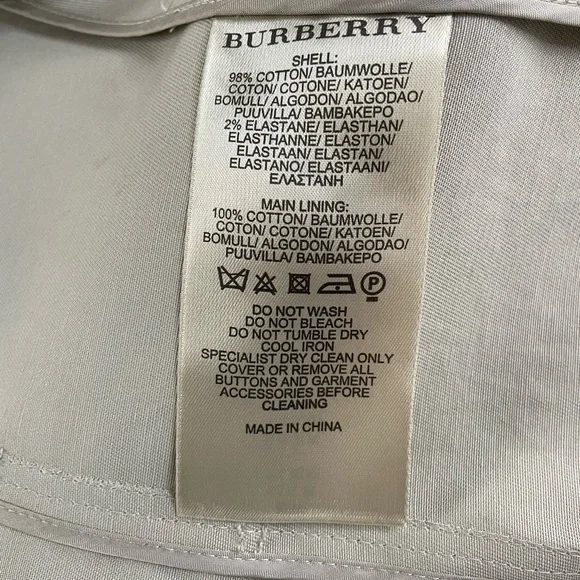 BURBERRY
SHELL:
98% COTTON/ BAUMWOLLE/
COTON/ COTONE/ KATOEN/
BOMULL/ ALGODON/ ALGODAO/
PUUVILLA/ BAMBAKEPO
2% ELASTANE/ ELASTHAN/
ELASTHANNE/ ELASTON/
ELASTAAN/ ELASTAN/
ELASTANO/ ELASTAANI/
ΕΛΑΣΤΑΝΗ
MAIN LINING:
100% COTTON/ BAUMWOLLE/
COTON/ COTONE/ KATOEN/
BOMULL/ ALGODON/ ALGODAO/
PUUVILLA/ BAMBAKEPO
P
DO NOT WASH
DO NOT BLEACH
DO NOT TUMBLE DRY
COOL IRON
SPECIALIST DRY CLEAN ONLY
COVER OR REMOVE ALL
BUTTONS AND GARMENT
ACCESSORIES BEFORE
CLEANING
MADE IN CHINA